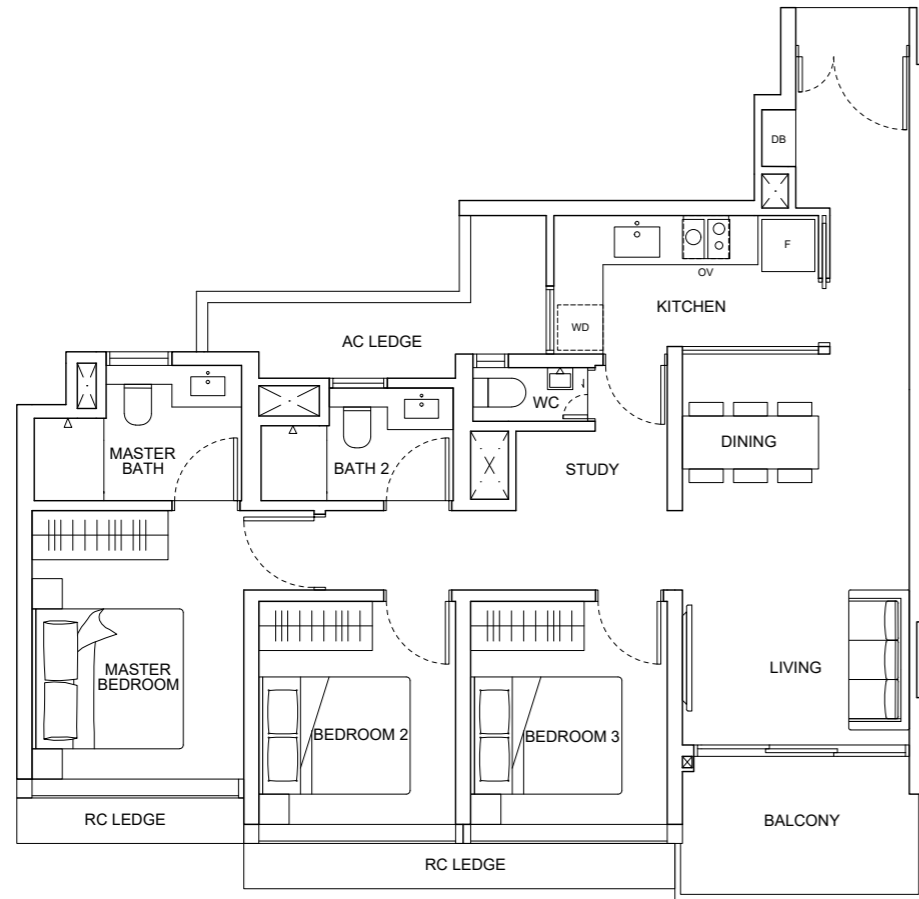 DB
F
OV
KITCHEN
WD
AC LEDGE
WC
MASTER
BATH
BATH 2
STUDY
DINING
MASTER
BEDROOM
BEDROOM 2
BEDROOM 3
LIVING
RC LEDGE
RC LEDGE
BALCONY